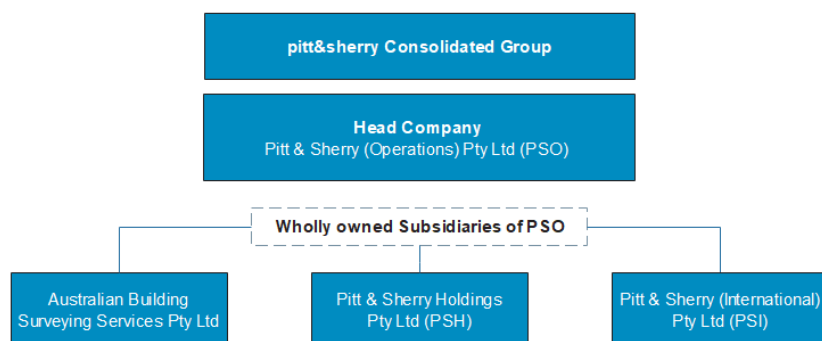 pitt&sherry Consolidated Group
Head Company
Pitt & Sherry (Operations) Pty Ltd (PSO)
Wholly owned Subsidiaries of PSO
Australian Building
Surveying Services Pty Ltd
Pitt & Sherry Holdings
Pty Ltd (PSH)
Pitt & Sherry (International)
Pty Ltd (PSI)